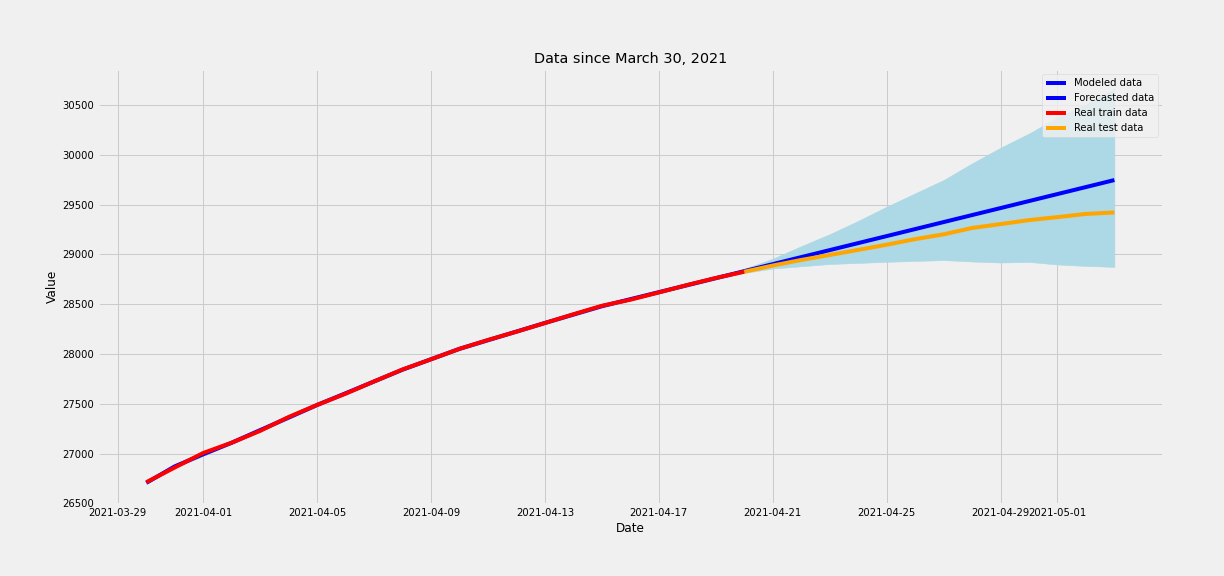 Data since March 30, 2021
Modeled data
Forecasted data
Real train data
Real test data
Value
30500
30000
29500
29000
28500
28000
27500
27000
26500
2021-03-29 2021-04-01 2021-04-05 2021-04-09 2021-04-13 2021-04-17 2021-04-21 2021-04-25 2021-04-29 2021-05-01
Date